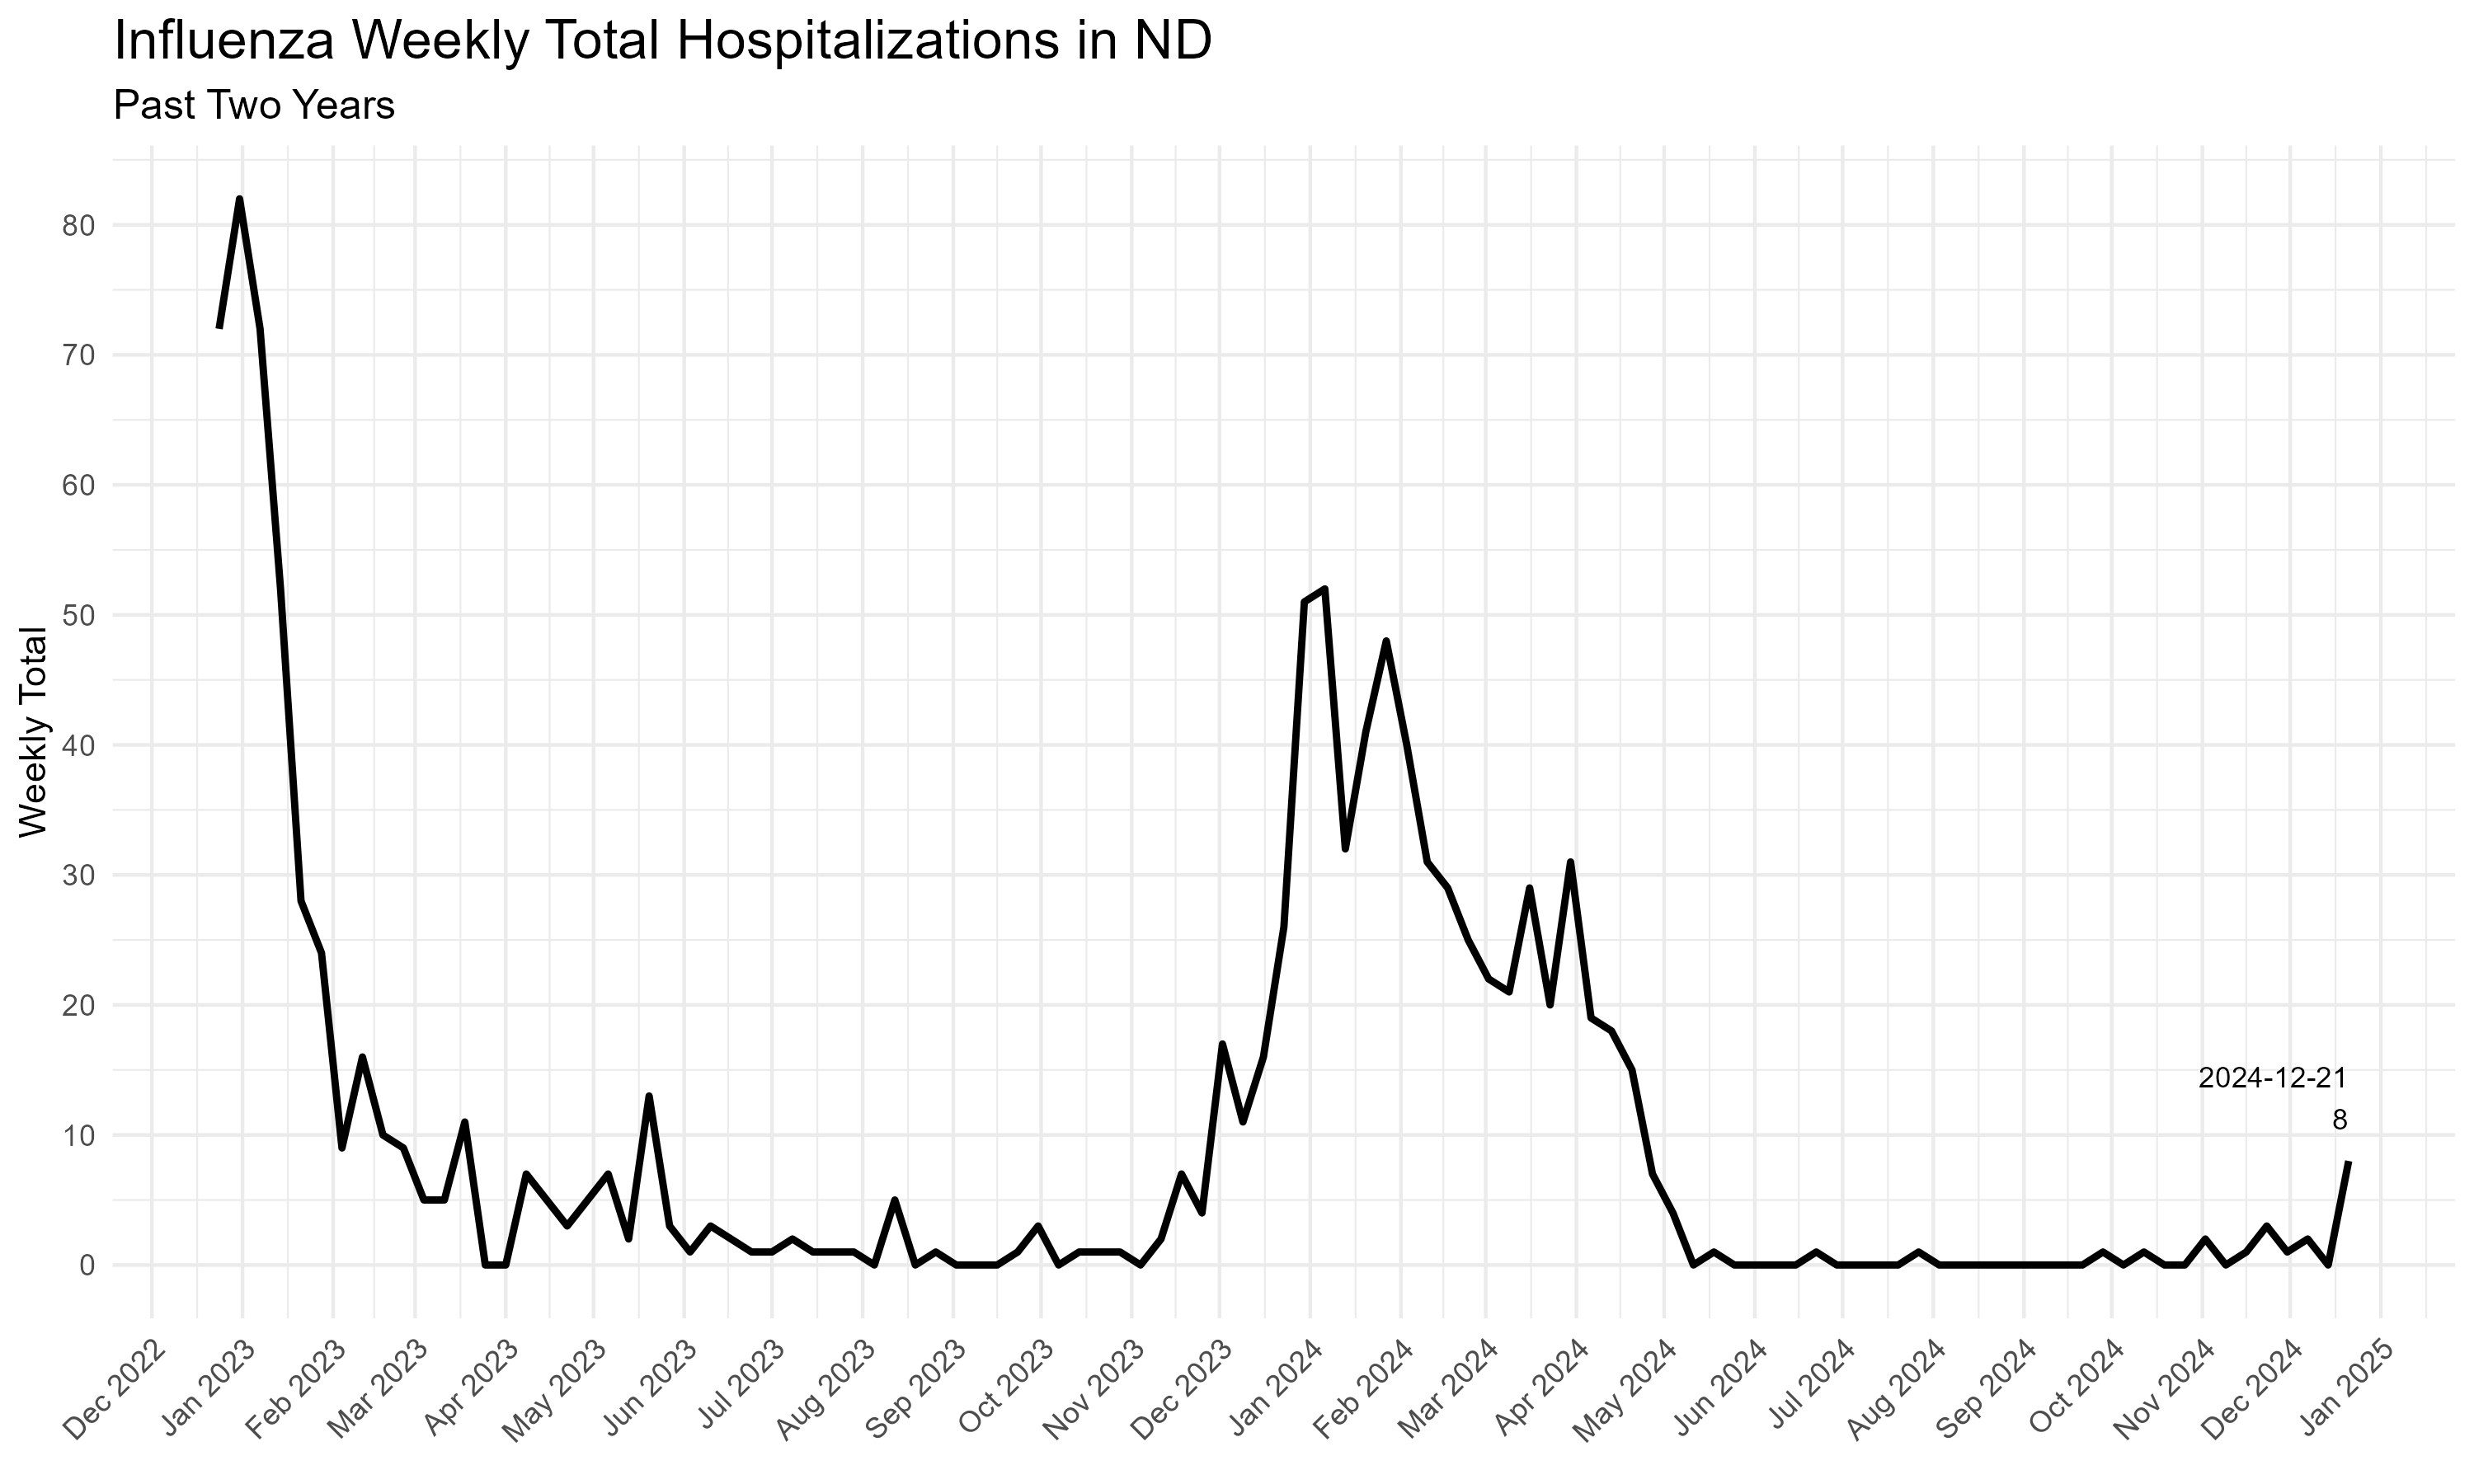 Influenza Weekly Total Hospitalizations in ND
Past Two Years
Weekly Total
80
70
60
50
40
30
20
10
0
2024-12-21
8
Dec 2022
Jan 2023
Feb 2023
Mar 2023
Apr 2023
May 2023
Jun 2023
Jul 2023
Aug 2023
Sep 2023
Oct 2023
Nov 2023
Dec 2023
Jan 2024
Feb 2024
Mar 2024
Apr 2024
May 2024
Jun 2024
Jul 2024
Aug 2024
Sep 2024
Oct 2024
Nov 2024
Dec 2024
Jan 2025